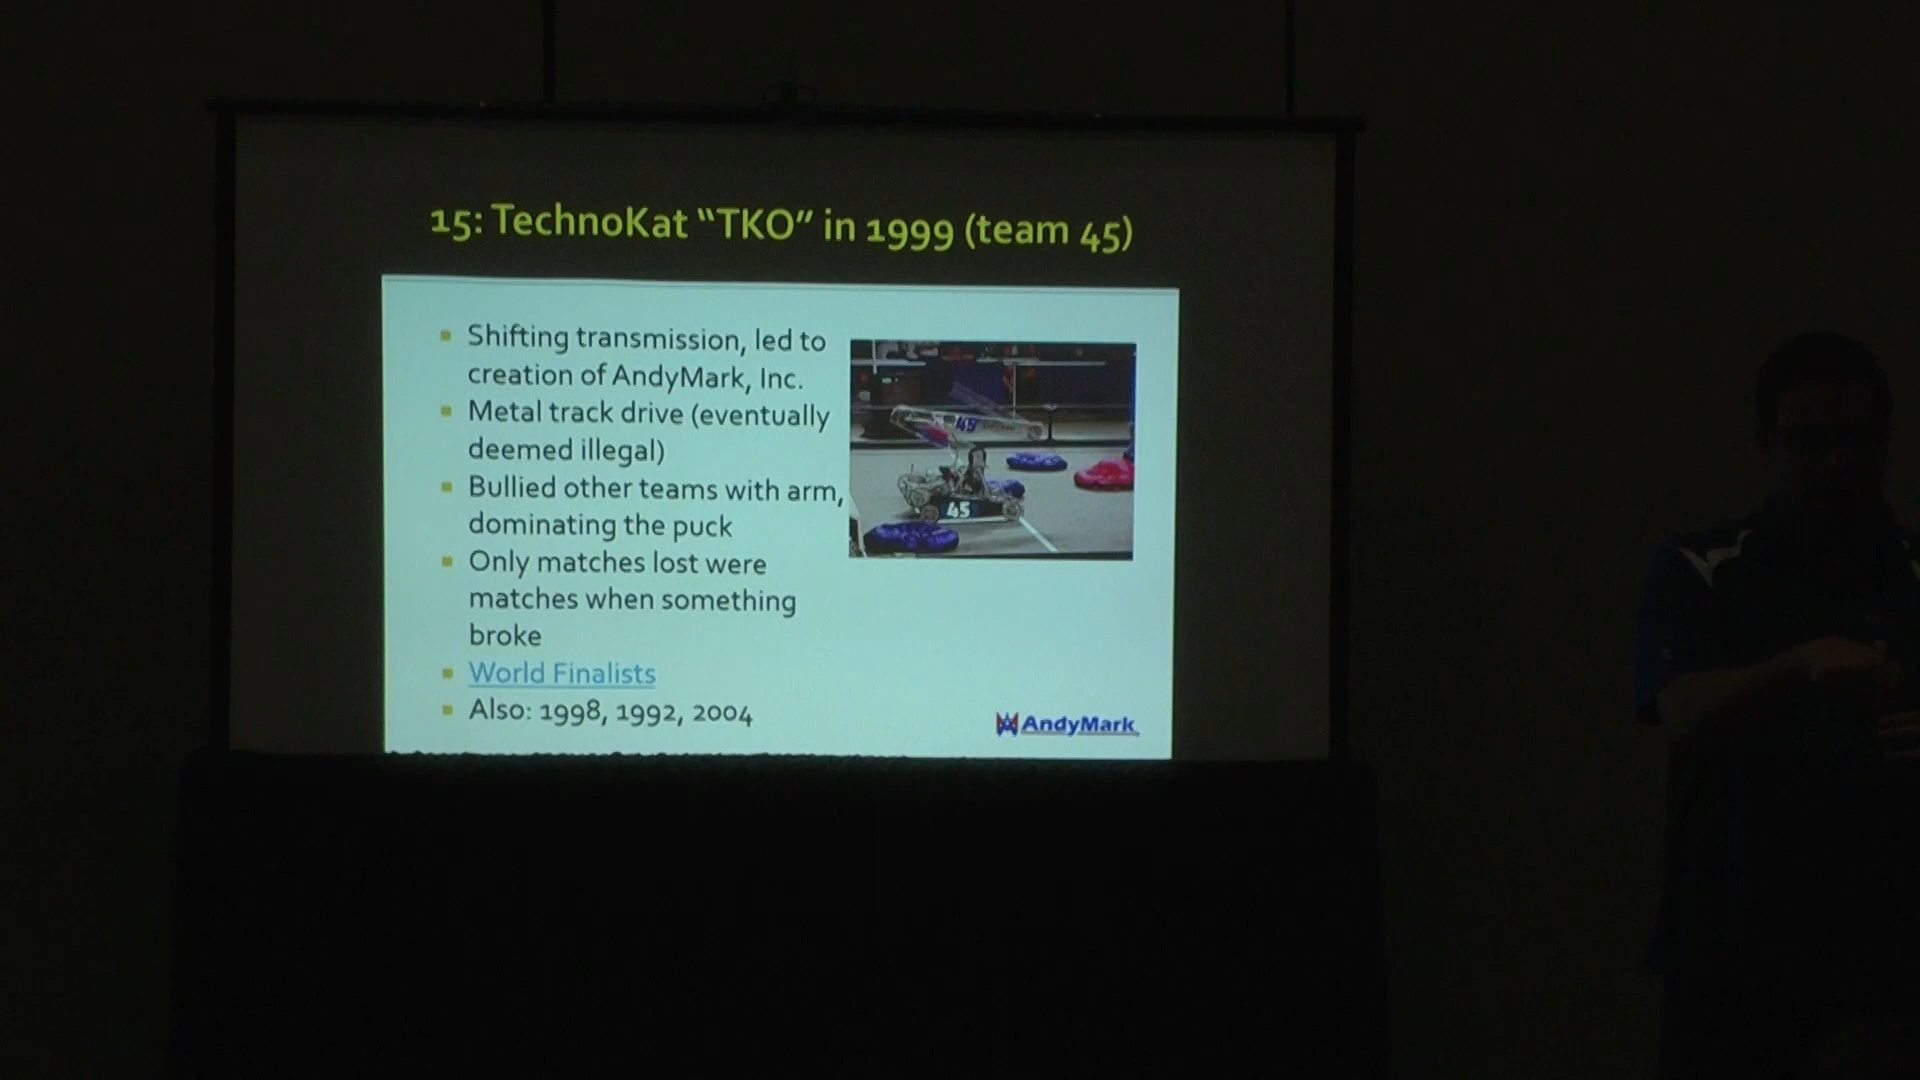 15: TechnoKat “TKO” in 1999 (team 45)
Shifting transmission, led to
creation of AndyMark, Inc.
Metal track drive (eventually
deemed illegal)
Bullied other teams with arm,
dominating the puck
Only matches lost were
matches when something
broke
World Finalists
Also: 1998, 1992, 2004
45
45
AndyMark